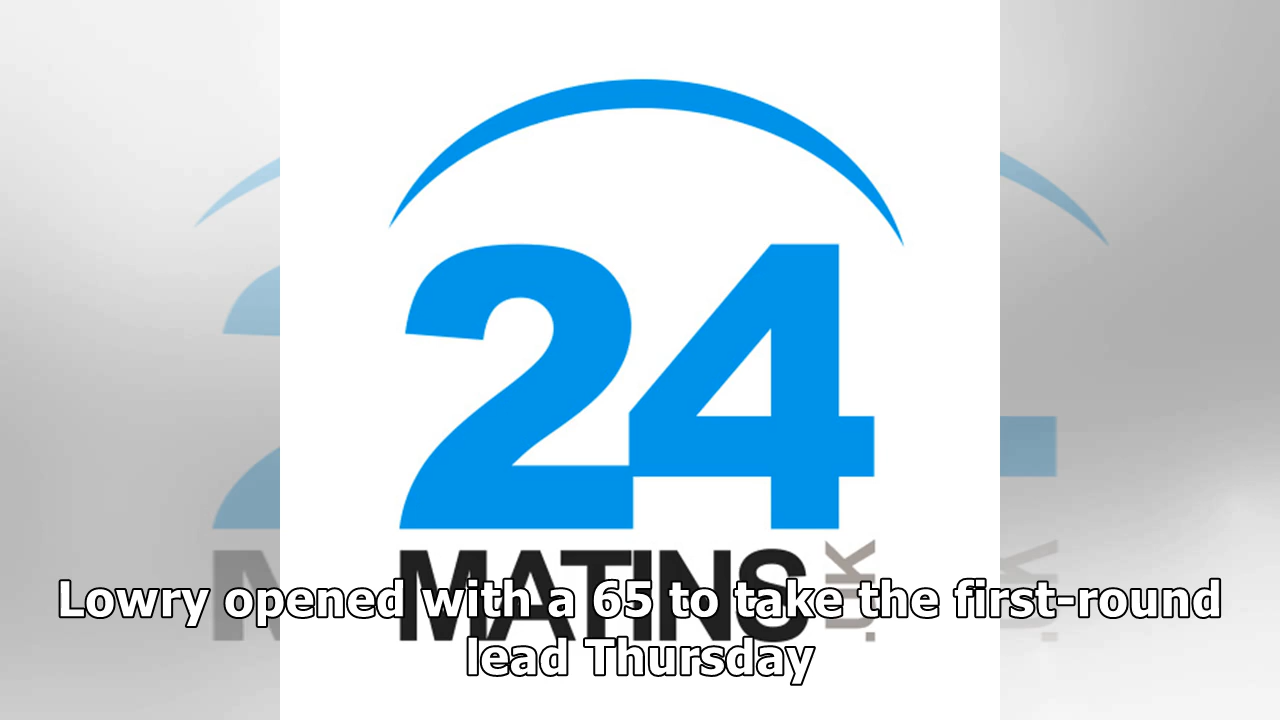 24
MATINS
.UK
Lowry opened with a 65 to take the first-round
lead Thursday